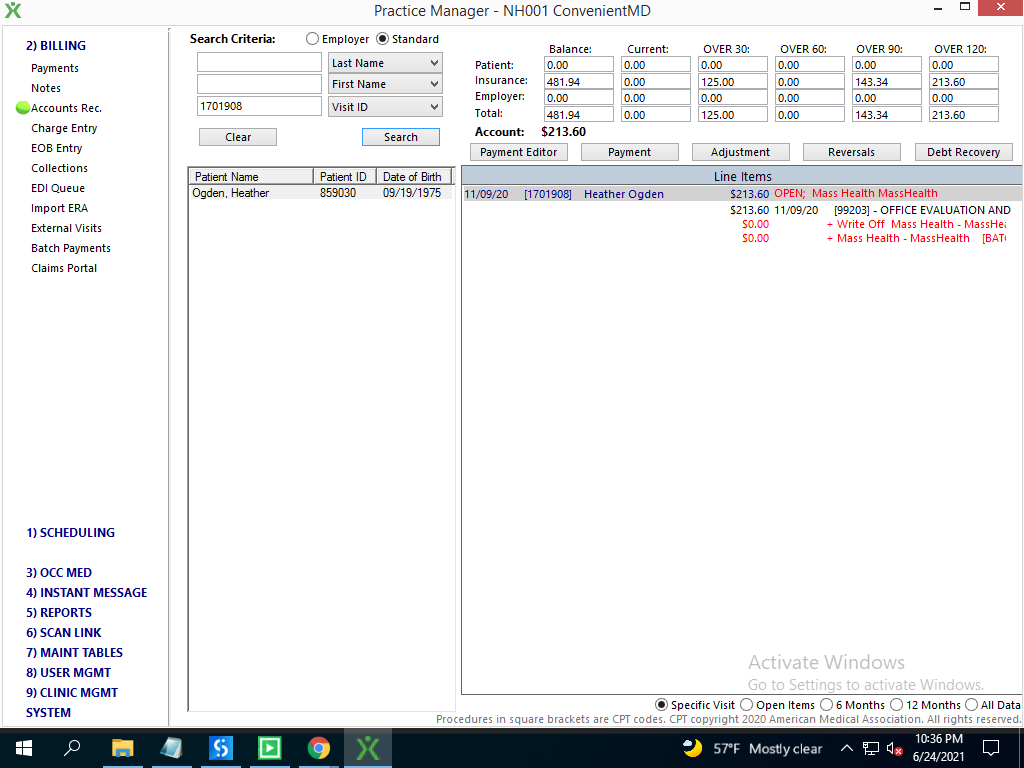 Practice Manager - NH001 ConvenientMD
2) BILLING
Payments
Notes
Accounts Rec.
Charge Entry
EOB Entry
Collections
EDI Queue
Import ERA
External Visits
Batch Payments
Claims Portal
1) SCHEDULING
3) OCC MED
4) INSTANT MESSAGE
5) REPORTS
6) SCAN LINK
7) MAINT TABLES
8) USER MGMT
9) CLINIC MGMT
SYSTEM
Search Criteria: Employer Standard
Last Name
First Name
1701908 Visit ID
Clear Search
Patient Name Patient ID Date of Birth
Ogden, Heather 859030 09/19/1975
Balance: Current: OVER 30: OVER 60: OVER 90: OVER 120:
Patient: 0.00 0.00 0.00 0.00 0.00 0.00
Insurance: 481.94 0.00 125.00 0.00 143.34 213.60
Employer: 0.00 0.00 0.00 0.00 0.00 0.00
Total: 481.94 0.00 125.00 0.00 143.34 213.60
Account: $213.60
Payment Editor Payment Adjustment Reversals Debt Recovery
Line Items
11/09/20 [1701908] Heather Ogden $213.60 OPEN; Mass Health MassHealth
$213.60 11/09/20 [99203] - OFFICE EVALUATION AND
$0.00 + Write Off Mass Health - MassHea
$0.00 + Mass Health - MassHealth [BAT
Activate Windows
Go to Settings to activate Windows.
Specific Visit Open Items 6 Months 12 Months All Data
Procedures in square brackets are CPT codes. CPT copyright 2020 American Medical Association. All rights reserved.
57°F Mostly clear
10:36 PM
6/24/2021